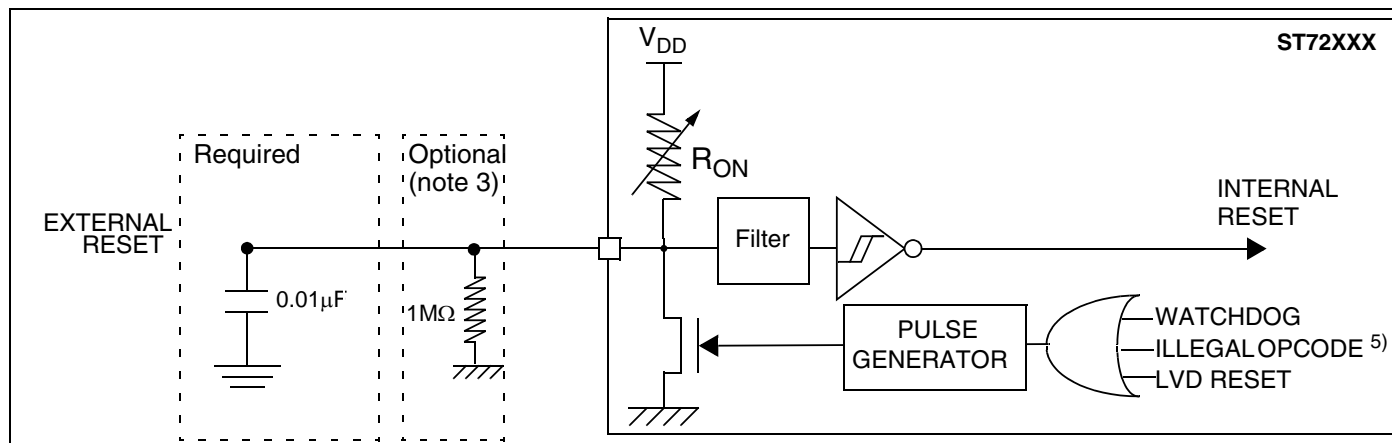 V_DD
ST72XXX
Required
Optional
(note 3)
R_ON
EXTERNAL
RESET
INTERNAL
RESET
Filter
0.01μF
1MΩ
PULSE
GENERATOR
WATCHDOG
ILLEGAL OPCODE 5)
LVD RESET